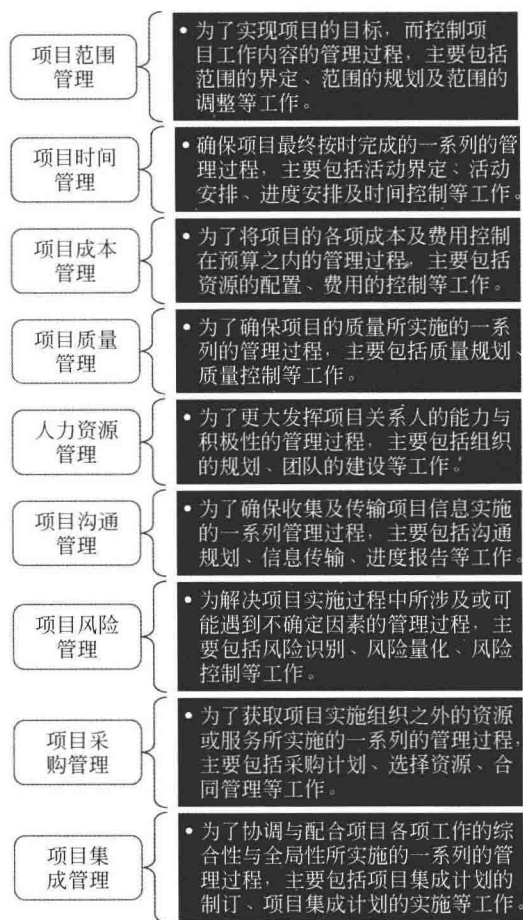 项目范围
管理
• 为了实现项目的目标，而控制项
目工作内容的管理过程，主要包括
范围的界定、范围的规划及范围的
调整等工作。
项目时间
管理
• 确保项目最终按时完成的一系列的管
理过程，主要包括活动界定、活动
安排、进度安排及时间控制等工作。
项目成本
管理
• 为了将项目的各项成本及费用控制
在预算之内的管理过程，主要包括
资源的配置、费用的控制等工作。
项目质量
管理
• 为了确保项目的质量所实施的一系
列的管理过程，主要包括质量规划、
质量控制等工作。
人力资源
管理
• 为了更大发挥项目关系人的能力与
积极性的管理过程，主要包括组织
的规划、团队的建设等工作。
项目沟通
管理
• 为了确保收集及传输项目信息实施
的一系列管理过程，主要包括沟通
规划、信息传输、进度报告等工作。
项目风险
管理
• 为解决项目实施过程中所涉及或可
能遇到不确定因素的管理过程，主
要包括风险识别、风险量化、风险
控制等工作。
项目采
购管理
• 为了获取项目实施组织之外的资源
或服务所实施的一系列的管理过程，
主要包括采购计划、选择资源、合
同管理等工作。
项目集
成管理
• 为了协调与配合项目各项工作的综
合性与全局性所实施的一系列的管
理过程，主要包括项目集成计划的
制订、项目集成计划的实施等工作。